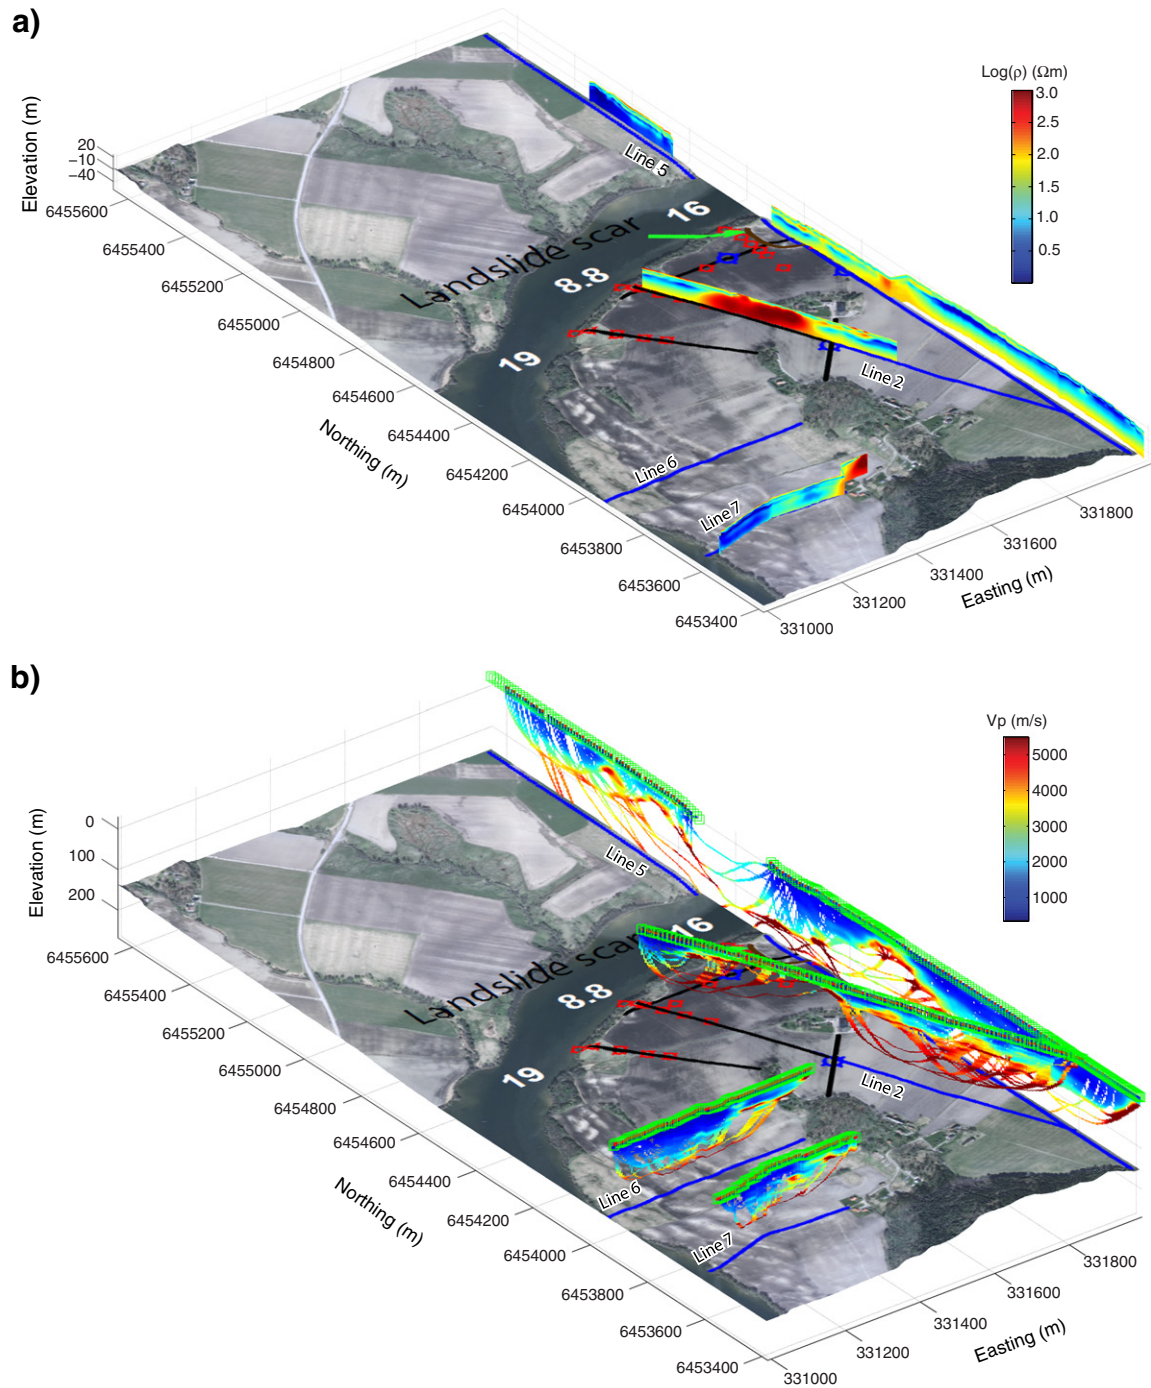 a)
Log(ρ) (Ωm)
3.0
2.5
2.0
1.5
1.0
0.5
Elevation (m)
20
−10
−40
6455600
6455400
6455200
6455000
6454800
6454600
6454400
6454200
6454000
6453800
6453600
6453400
Northing (m)
331000
331200
331400
331600
331800
Easting (m)
Line 5
16
Landslide scar
8.8
19
Line 2
Line 6
Line 7
b)
Vp (m/s)
5000
4000
3000
2000
1000
Elevation (m)
0
100
200
6455600
6455400
6455200
6455000
6454800
6454600
6454400
6454200
6454000
6453800
6453600
6453400
Northing (m)
331000
331200
331400
331600
331800
Easting (m)
Line 5
16
Landslide scar
8.8
19
Line 2
Line 6
Line 7